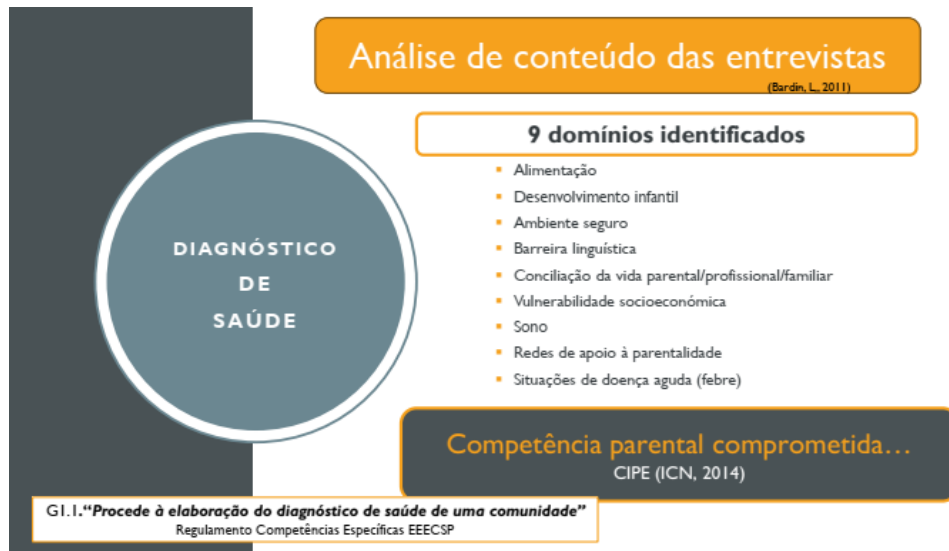 Análise de conteúdo das entrevistas
(Bardin, L., 2011)
9 domínios identificados
▪ Alimentação
▪ Desenvolvimento infantil
▪ Ambiente seguro
▪ Barreira linguística
▪ Conciliação da vida parental/profissional/familiar
▪ Vulnerabilidade socioeconómica
▪ Sono
▪ Redes de apoio à parentalidade
▪ Situações de doença aguda (febre)
DIAGNÓSTICO
DE
SAÚDE
Competência parental comprometida…
CIPE (ICN, 2014)
G1.1.“Procede à elaboração do diagnóstico de saúde de uma comunidade”
Regulamento Competências Específicas EEECSP